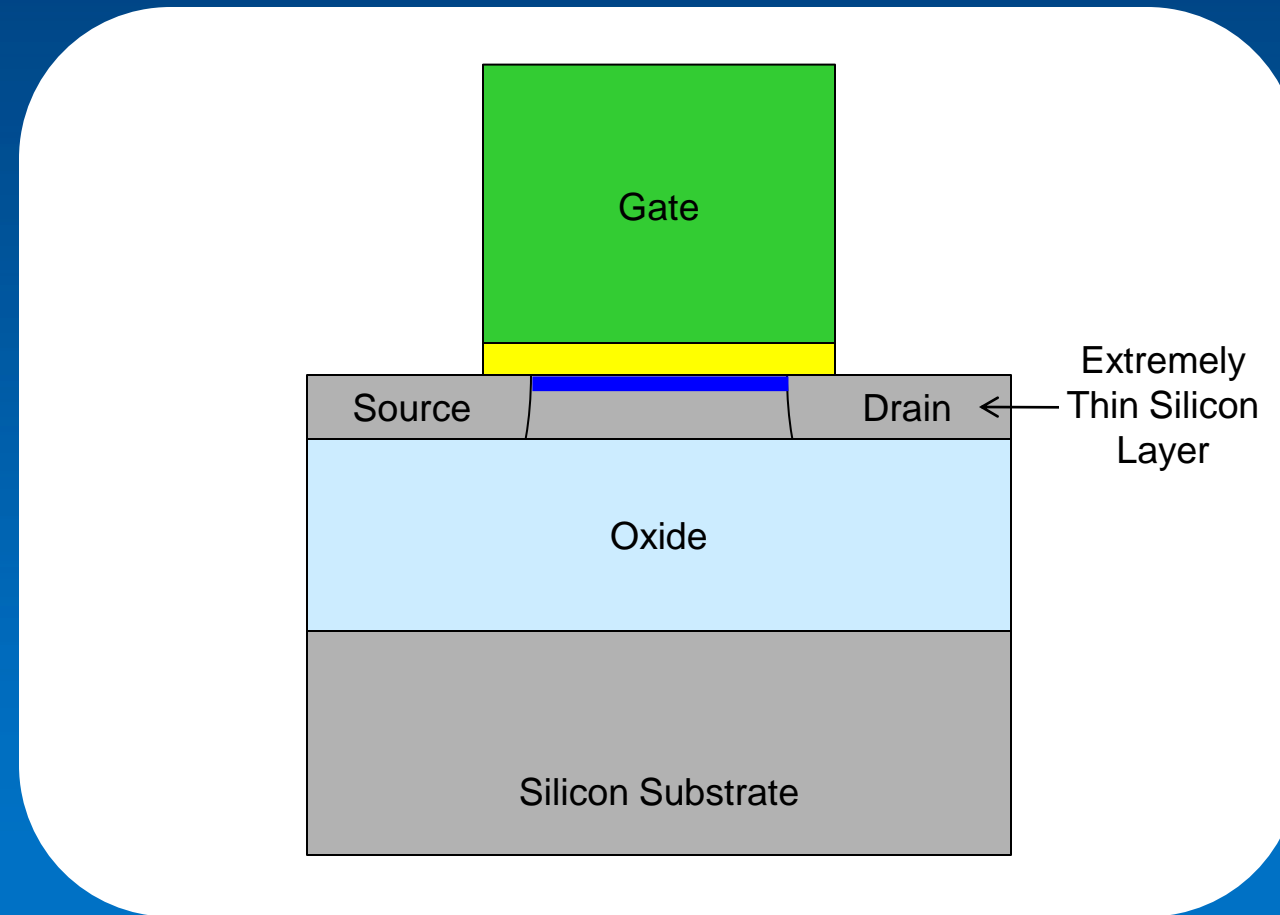 Gate
Source
Drain
Extremely
Thin Silicon
Layer
Oxide
Silicon Substrate